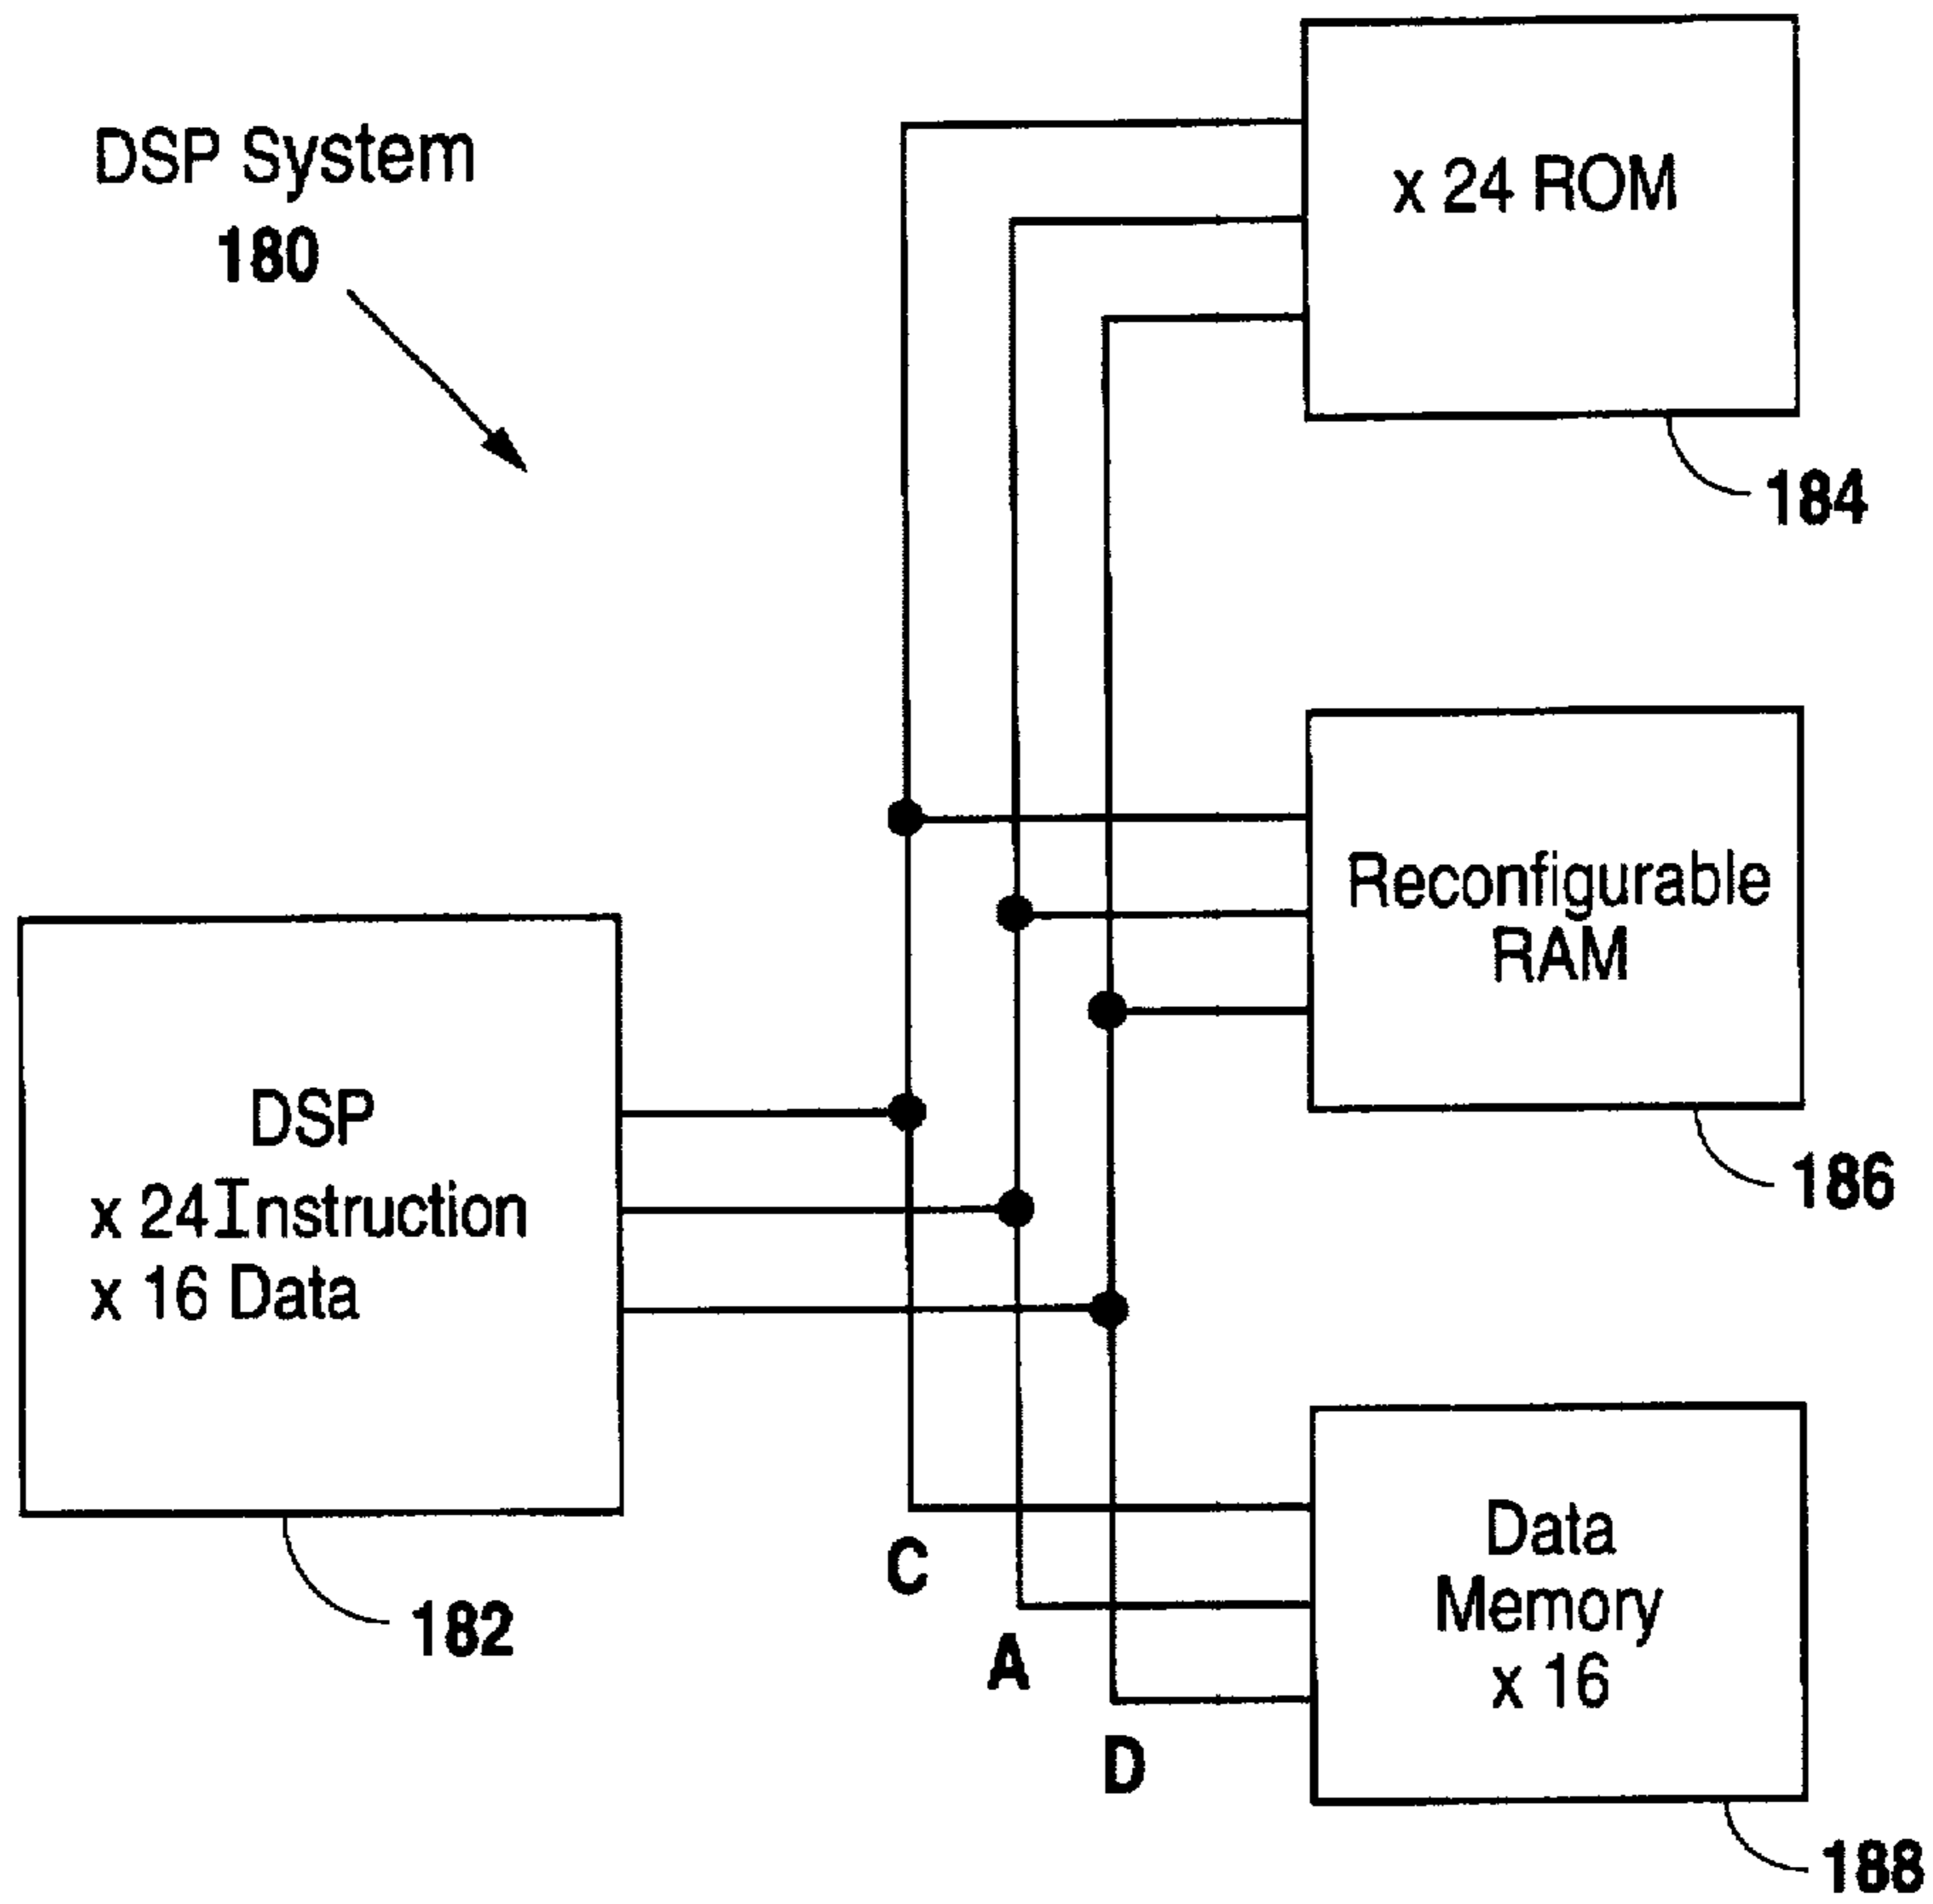 DSP System
180
x 24 ROM
184
Reconfigurable
RAM
186
DSP
x 24 Instruction
x 16 Data
182
C
A
D
Data
Memory
x 16
188